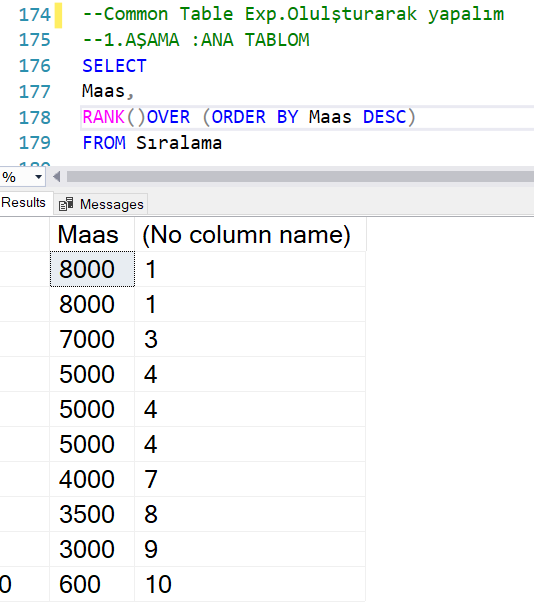 174 --Common Table Exp.Olulşturarak yapalım
175 --1.AŞAMA :ANA TABLOM
176 SELECT
177 Maas,
178 RANK()OVER (ORDER BY Maas DESC)
179 FROM Sıralama
%
Results Messages
Maas (No column name)
8000 1
8000 1
7000 3
5000 4
5000 4
5000 4
4000 7
3500 8
3000 9
0 600 10